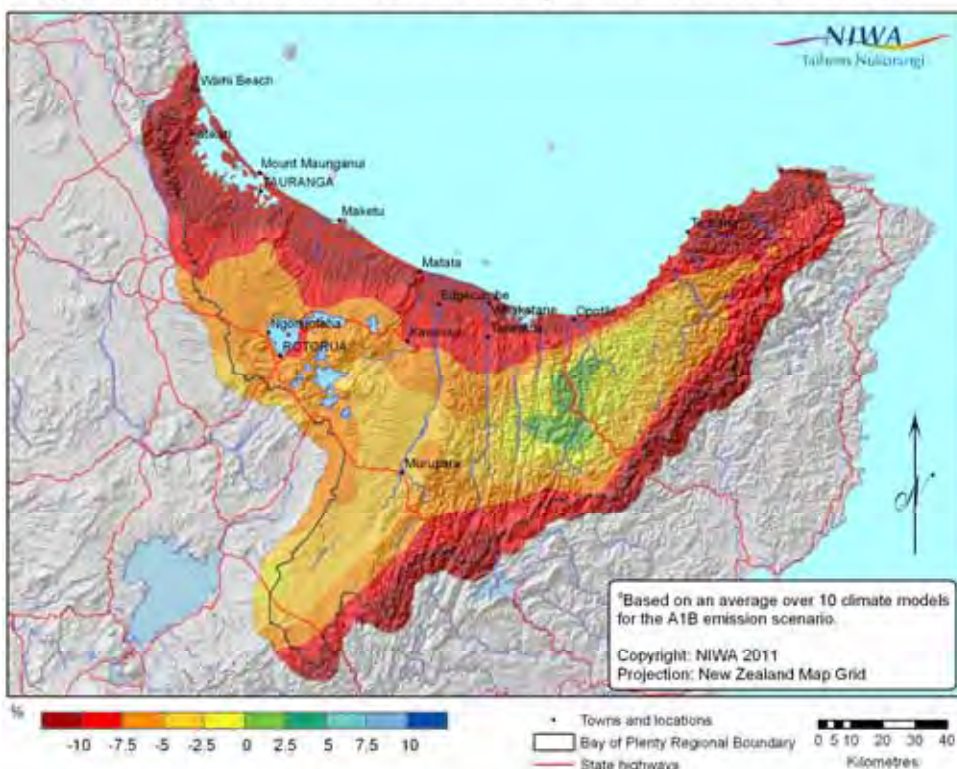 NIWA
Taihoro Nukurangi
Waihi Beach
Katikati
Mount Maunganui
TAURANGA
Maketu
Matata
Edgecumbe
Whakatane
Opotiki
Kawerau
Taneatua
Ngongotaha
ROTORUA
Murupara
N
*Based on an average over 10 climate models
for the A1B emission scenario.
Copyright: NIWA 2011
Projection: New Zealand Map Grid
%
-10 -7.5 -5 -2.5 0 2.5 5 7.5 10
Towns and locations
Bay of Plenty Regional Boundary
State highways
0 5 10 20 30 40
Kilometres